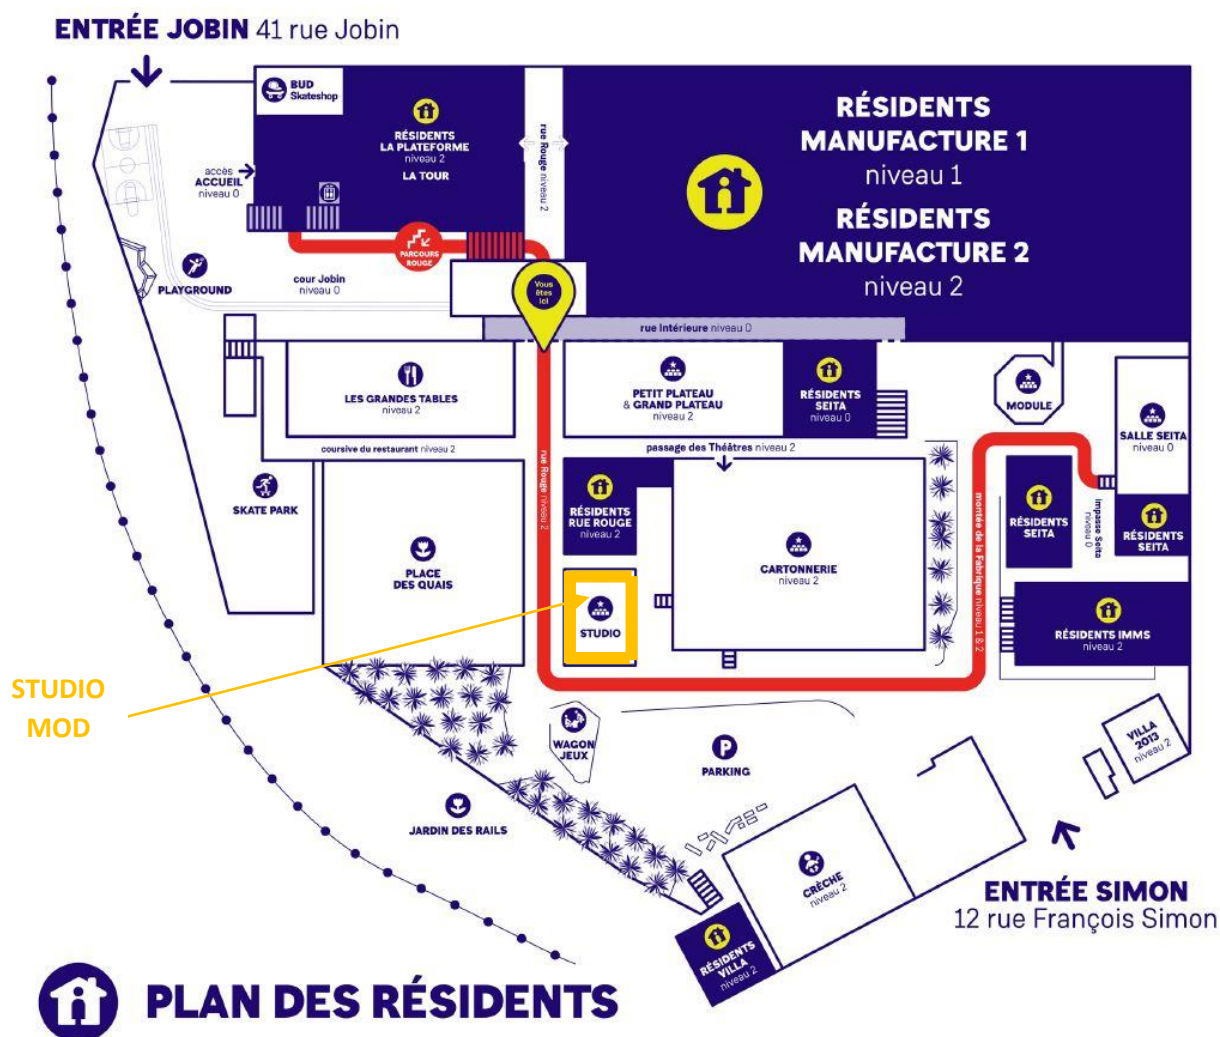 ENTRÉE JOBIN 41 rue Jobin
BUD
Skateshop
RÉSIDENTS
LA PLATEFORME
niveau 2
LA TOUR
rue Rouge niveau 2
RÉSIDENTS
MANUFACTURE 1
niveau 1
RÉSIDENTS
MANUFACTURE 2
niveau 2
accès
ACCUEIL
niveau 0
PARCOURS
ROUGE
PLAYGROUND
cour Jobin
niveau 0
Vous
êtes
ici
rue Intérieure niveau 0
LES GRANDES TABLES
niveau 2
PETIT PLATEAU
& GRAND PLATEAU
niveau 2
RÉSIDENTS
SEITA
niveau 0
MODULE
SALLE SEITA
niveau 0
coursive du restaurant niveau 2
rue Rouge niveau 2
passage des Théâtres niveau 2
SKATE PARK
PLACE
DES QUAIS
RÉSIDENTS
RUE ROUGE
niveau 2
CARTONNERIE
niveau 2
montée de la Fabrique niveau 1 & 2
RÉSIDENTS
SEITA
Impasse Seita
niveau 0
RÉSIDENTS
SEITA
STUDIO
RÉSIDENTS IMMS
niveau 2
STUDIO
MOD
WAGON
JEUX
PARKING
VILLA
2013
niveau 2
JARDIN DES RAILS
CRÈCHE
niveau 2
ENTRÉE SIMON
12 rue François Simon
RÉSIDENTS
VILLA
niveau 2
PLAN DES RÉSIDENTS